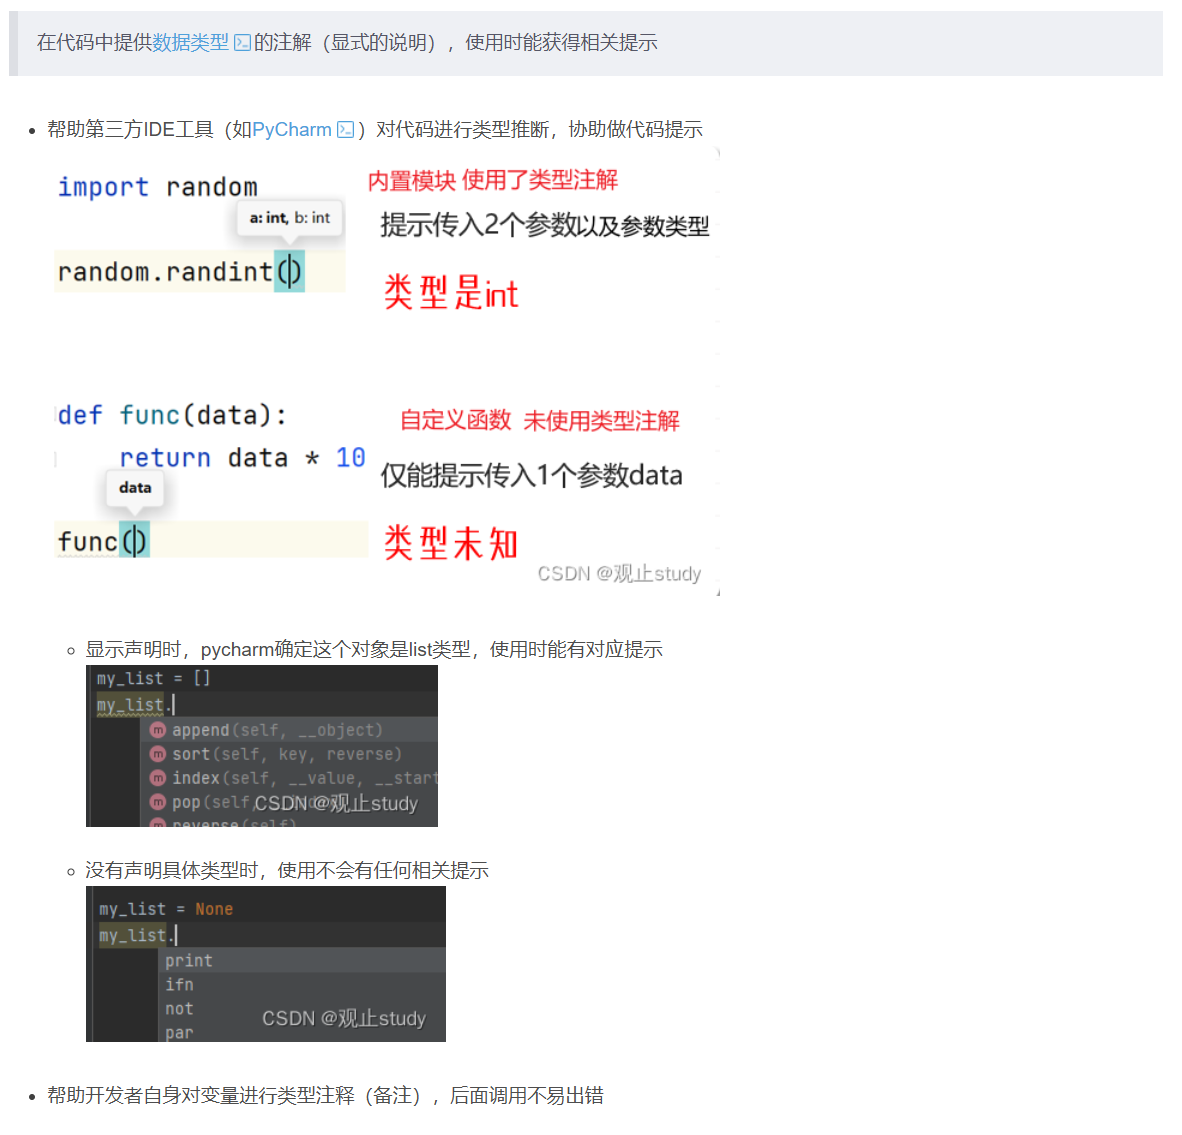 在代码中提供数据类型的注解（显式的说明），使用时能获得相关提示
帮助第三方IDE工具（如PyCharm）对代码进行类型推断，协助做代码提示
import random
内置模块 使用了类型注解
a: int, b: int
提示传入2个参数以及参数类型
random.randint()
类型是int
def func(data):
自定义函数 未使用类型注解
return data * 10
仅能提示传入1个参数data
data
func()
类型未知
CSDN @观止study
显示声明时，pycharm确定这个对象是list类型，使用时能有对应提示
my_list = []
my_list.
m append(self, __object)
m sort(self, key, reverse)
m index(self, __value, __start
m pop(self,
CSDN @观止study
m reverse(self)
没有声明具体类型时，使用不会有任何相关提示
my_list = None
my_list.
print
ifn
not
CSDN @观止study
par
帮助开发者自身对变量进行类型注释（备注），后面调用不易出错